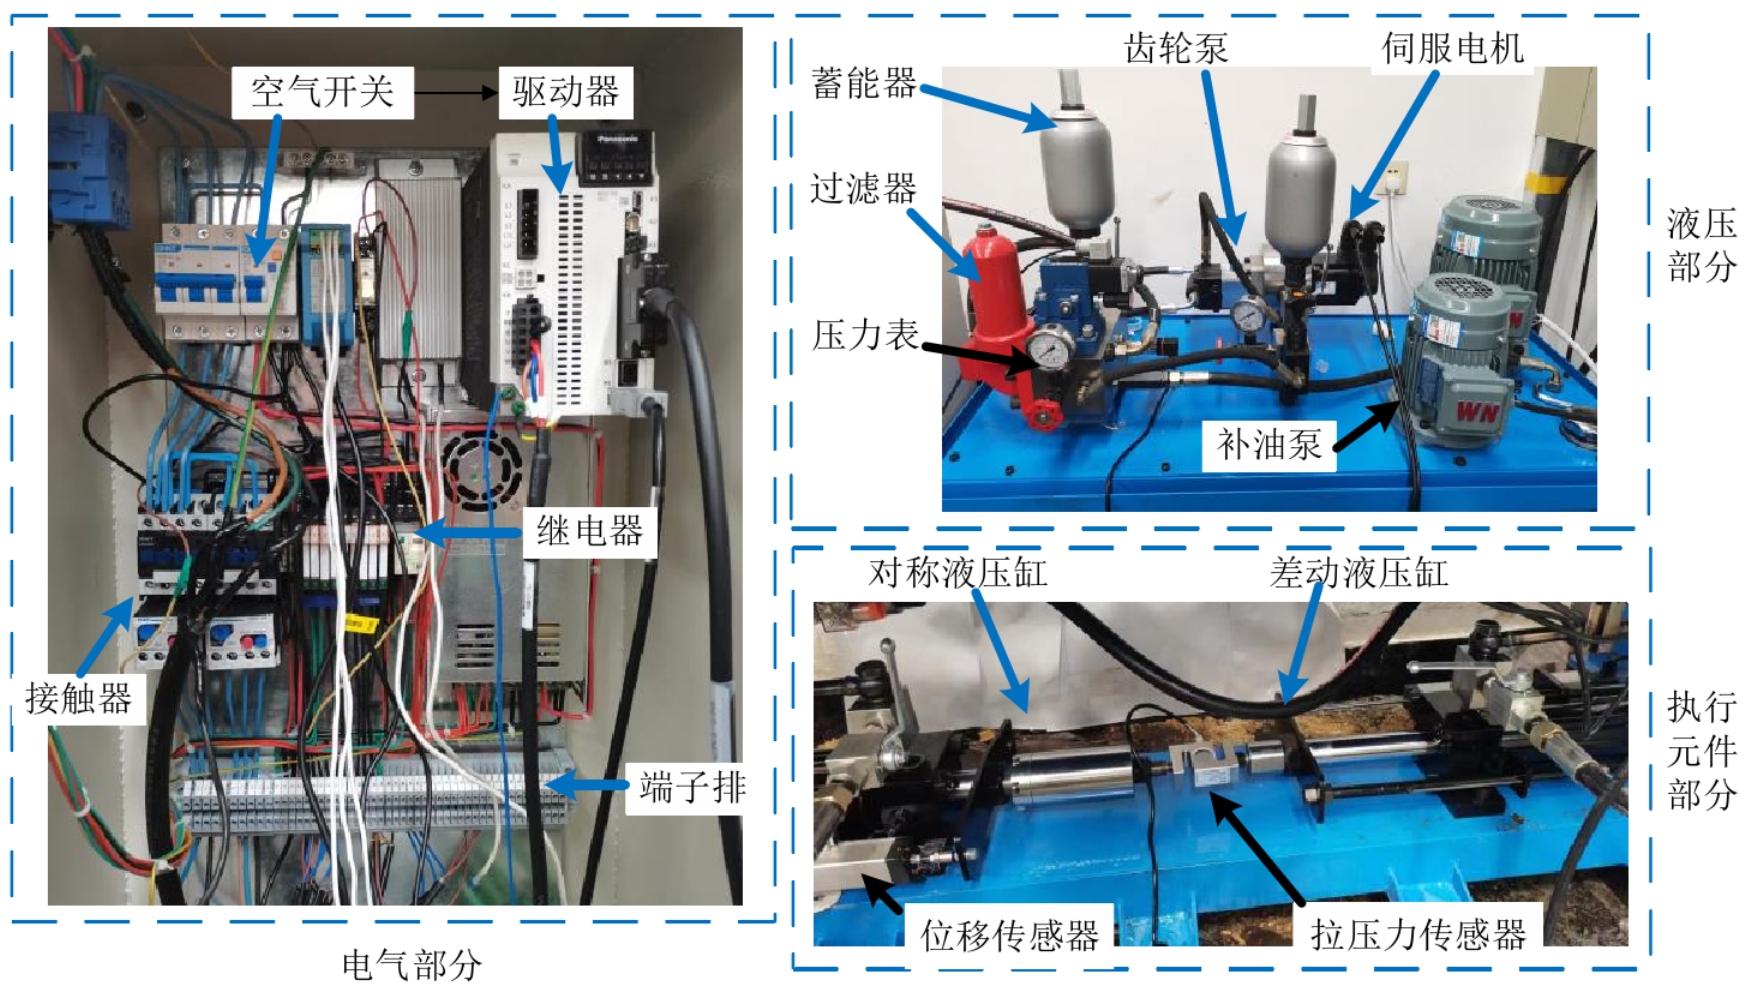 空气开关
驱动器
Panasonic
继电器
接触器
端子排
电气部分
齿轮泵
伺服电机
蓄能器
过滤器
压力表
补油泵
WN
液压
部分
对称液压缸
差动液压缸
位移传感器
拉压力传感器
执行
元件
部分